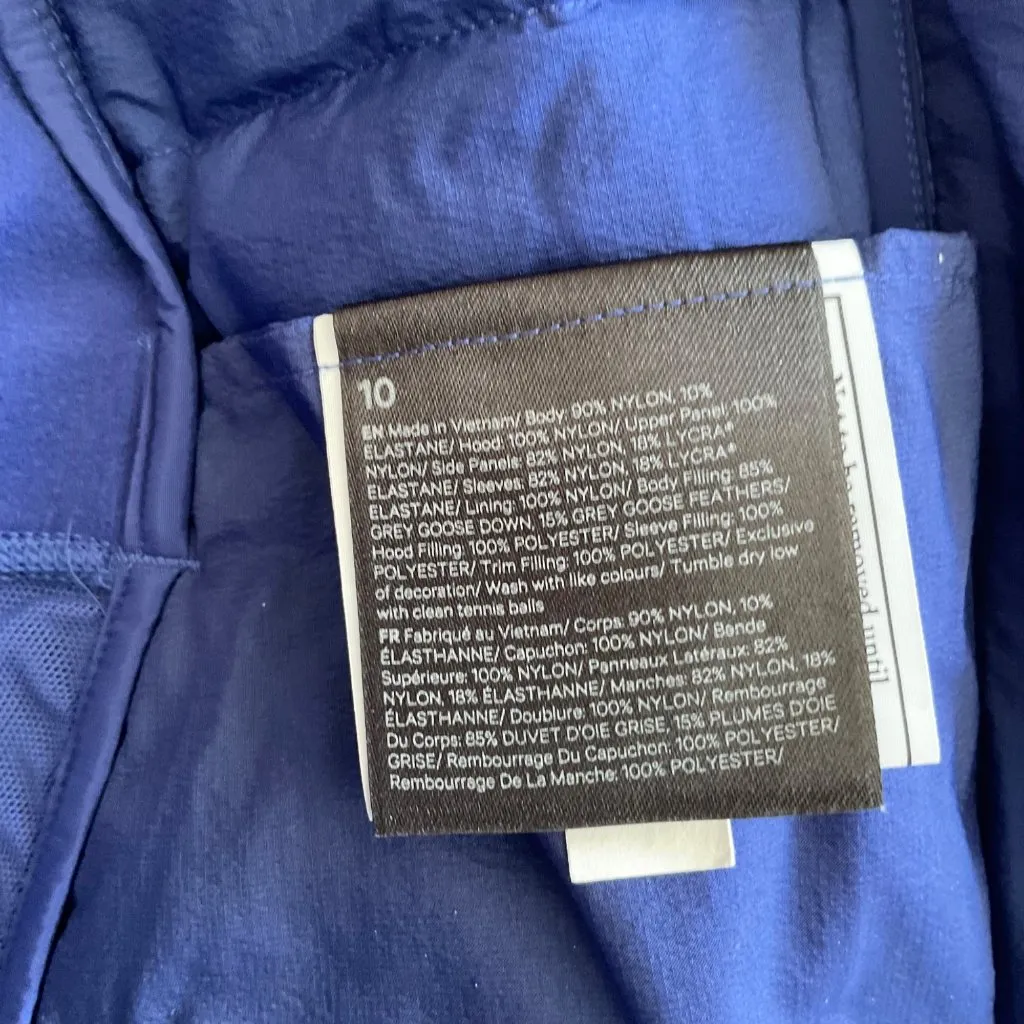 10
EN Made in Vietnam/ Body: 90% NYLON, 10%
ELASTANE/ Hood: 100% NYLON/ Upper Panel: 100%
NYLON/ Side Panels: 82% NYLON, 18% LYCRA®
ELASTANE/ Sleeves: 82% NYLON, 18% LYCRA®
ELASTANE/ Lining: 100% NYLON/ Body Filling: 85%
GREY GOOSE DOWN, 15% GREY GOOSE FEATHERS/
Hood Filling: 100% POLYESTER/ Sleeve Filling: 100%
POLYESTER/ Trim Filling: 100% POLYESTER/ Exclusive
of decoration/ Wash with like colours/ Tumble dry low
with clean tennis balls
FR Fabriqué au Vietnam/ Corps: 90% NYLON, 10%
ÉLASTHANNE/ Capuchon: 100% NYLON/ Bande
Supérieure: 100% NYLON/ Panneaux Latéraux: 82%
NYLON, 18% ÉLASTHANNE/ Manches: 82% NYLON, 18%
ÉLASTHANNE/ Doublure: 100% NYLON/ Rembourrage
Du Corps: 85% DUVET D'OIE GRISE, 15% PLUMES D'OIE
GRISE/ Rembourrage Du Capuchon: 100% POLYESTER/
Rembourrage De La Manche: 100% POLYESTER/
removed until